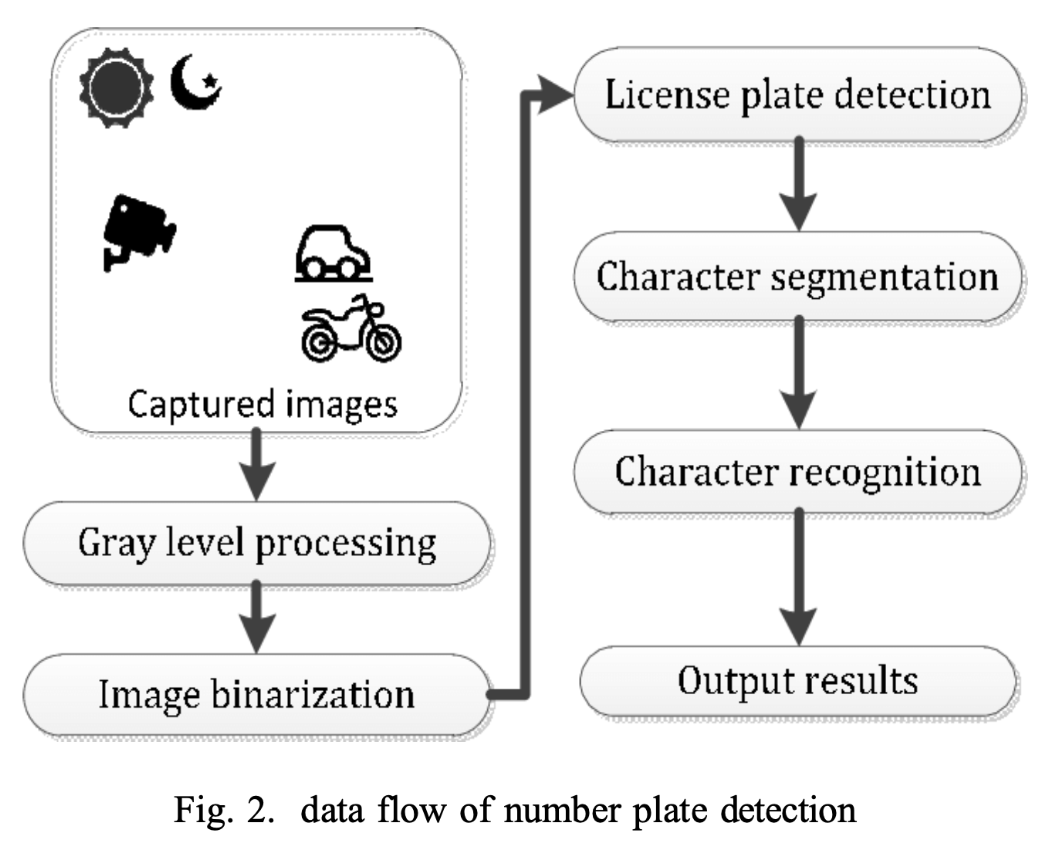 Captured images
Gray level processing
Image binarization
License plate detection
Character segmentation
Character recognition
Output results
Fig. 2. data flow of number plate detection